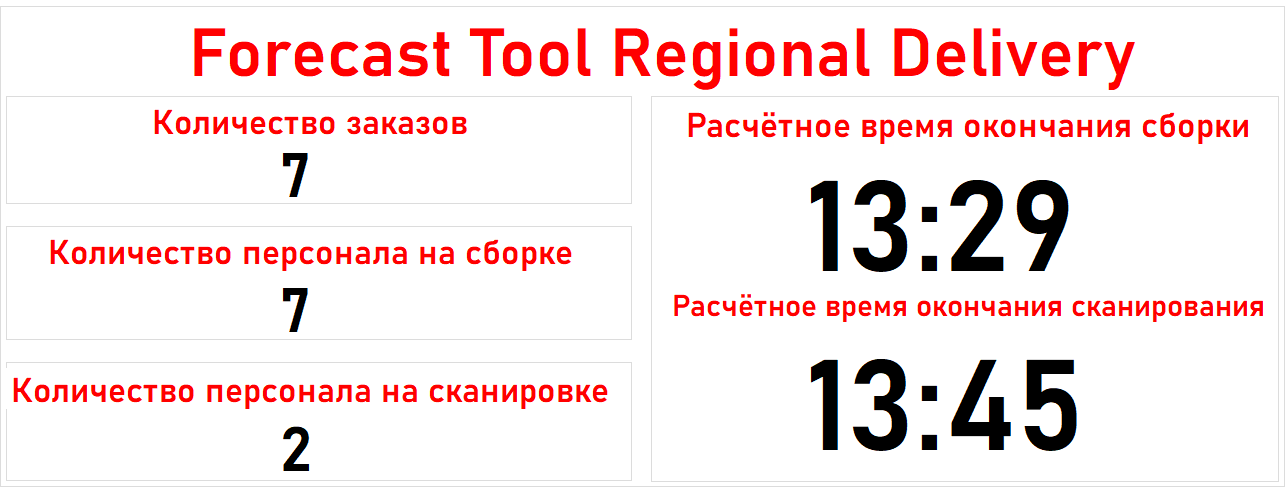 Forecast Tool Regional Delivery
Количество заказов
7
Количество персонала на сборке
7
Количество персонала на сканировке
2
Расчётное время окончания сборки
13:29
Расчётное время окончания сканирования
13:45